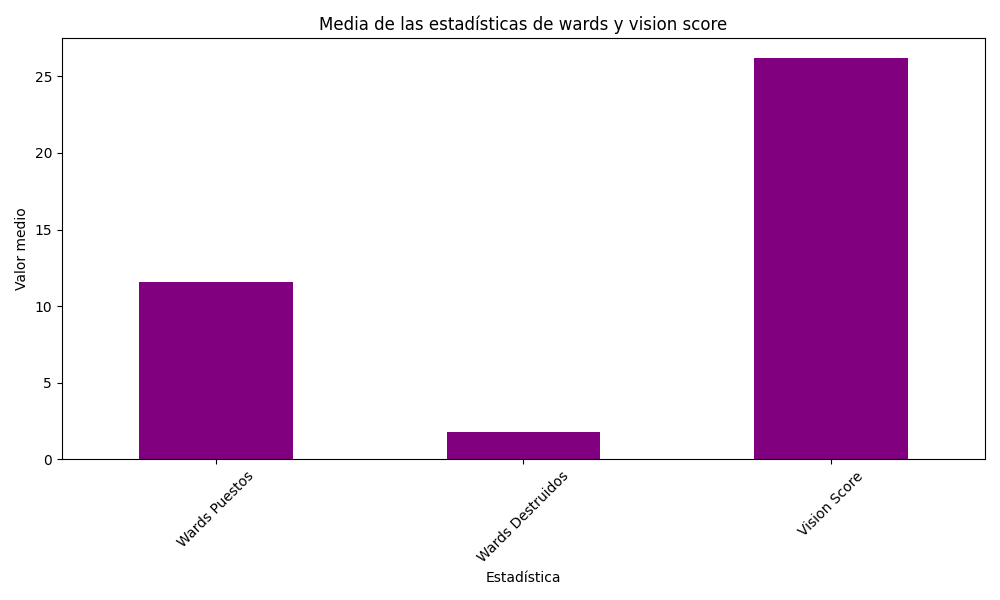 Media de las estadísticas de wards y vision score
Valor medio
25
20
15
10
5
0
Wards Puestos
Wards Destruidos
Vision Score
Estadística